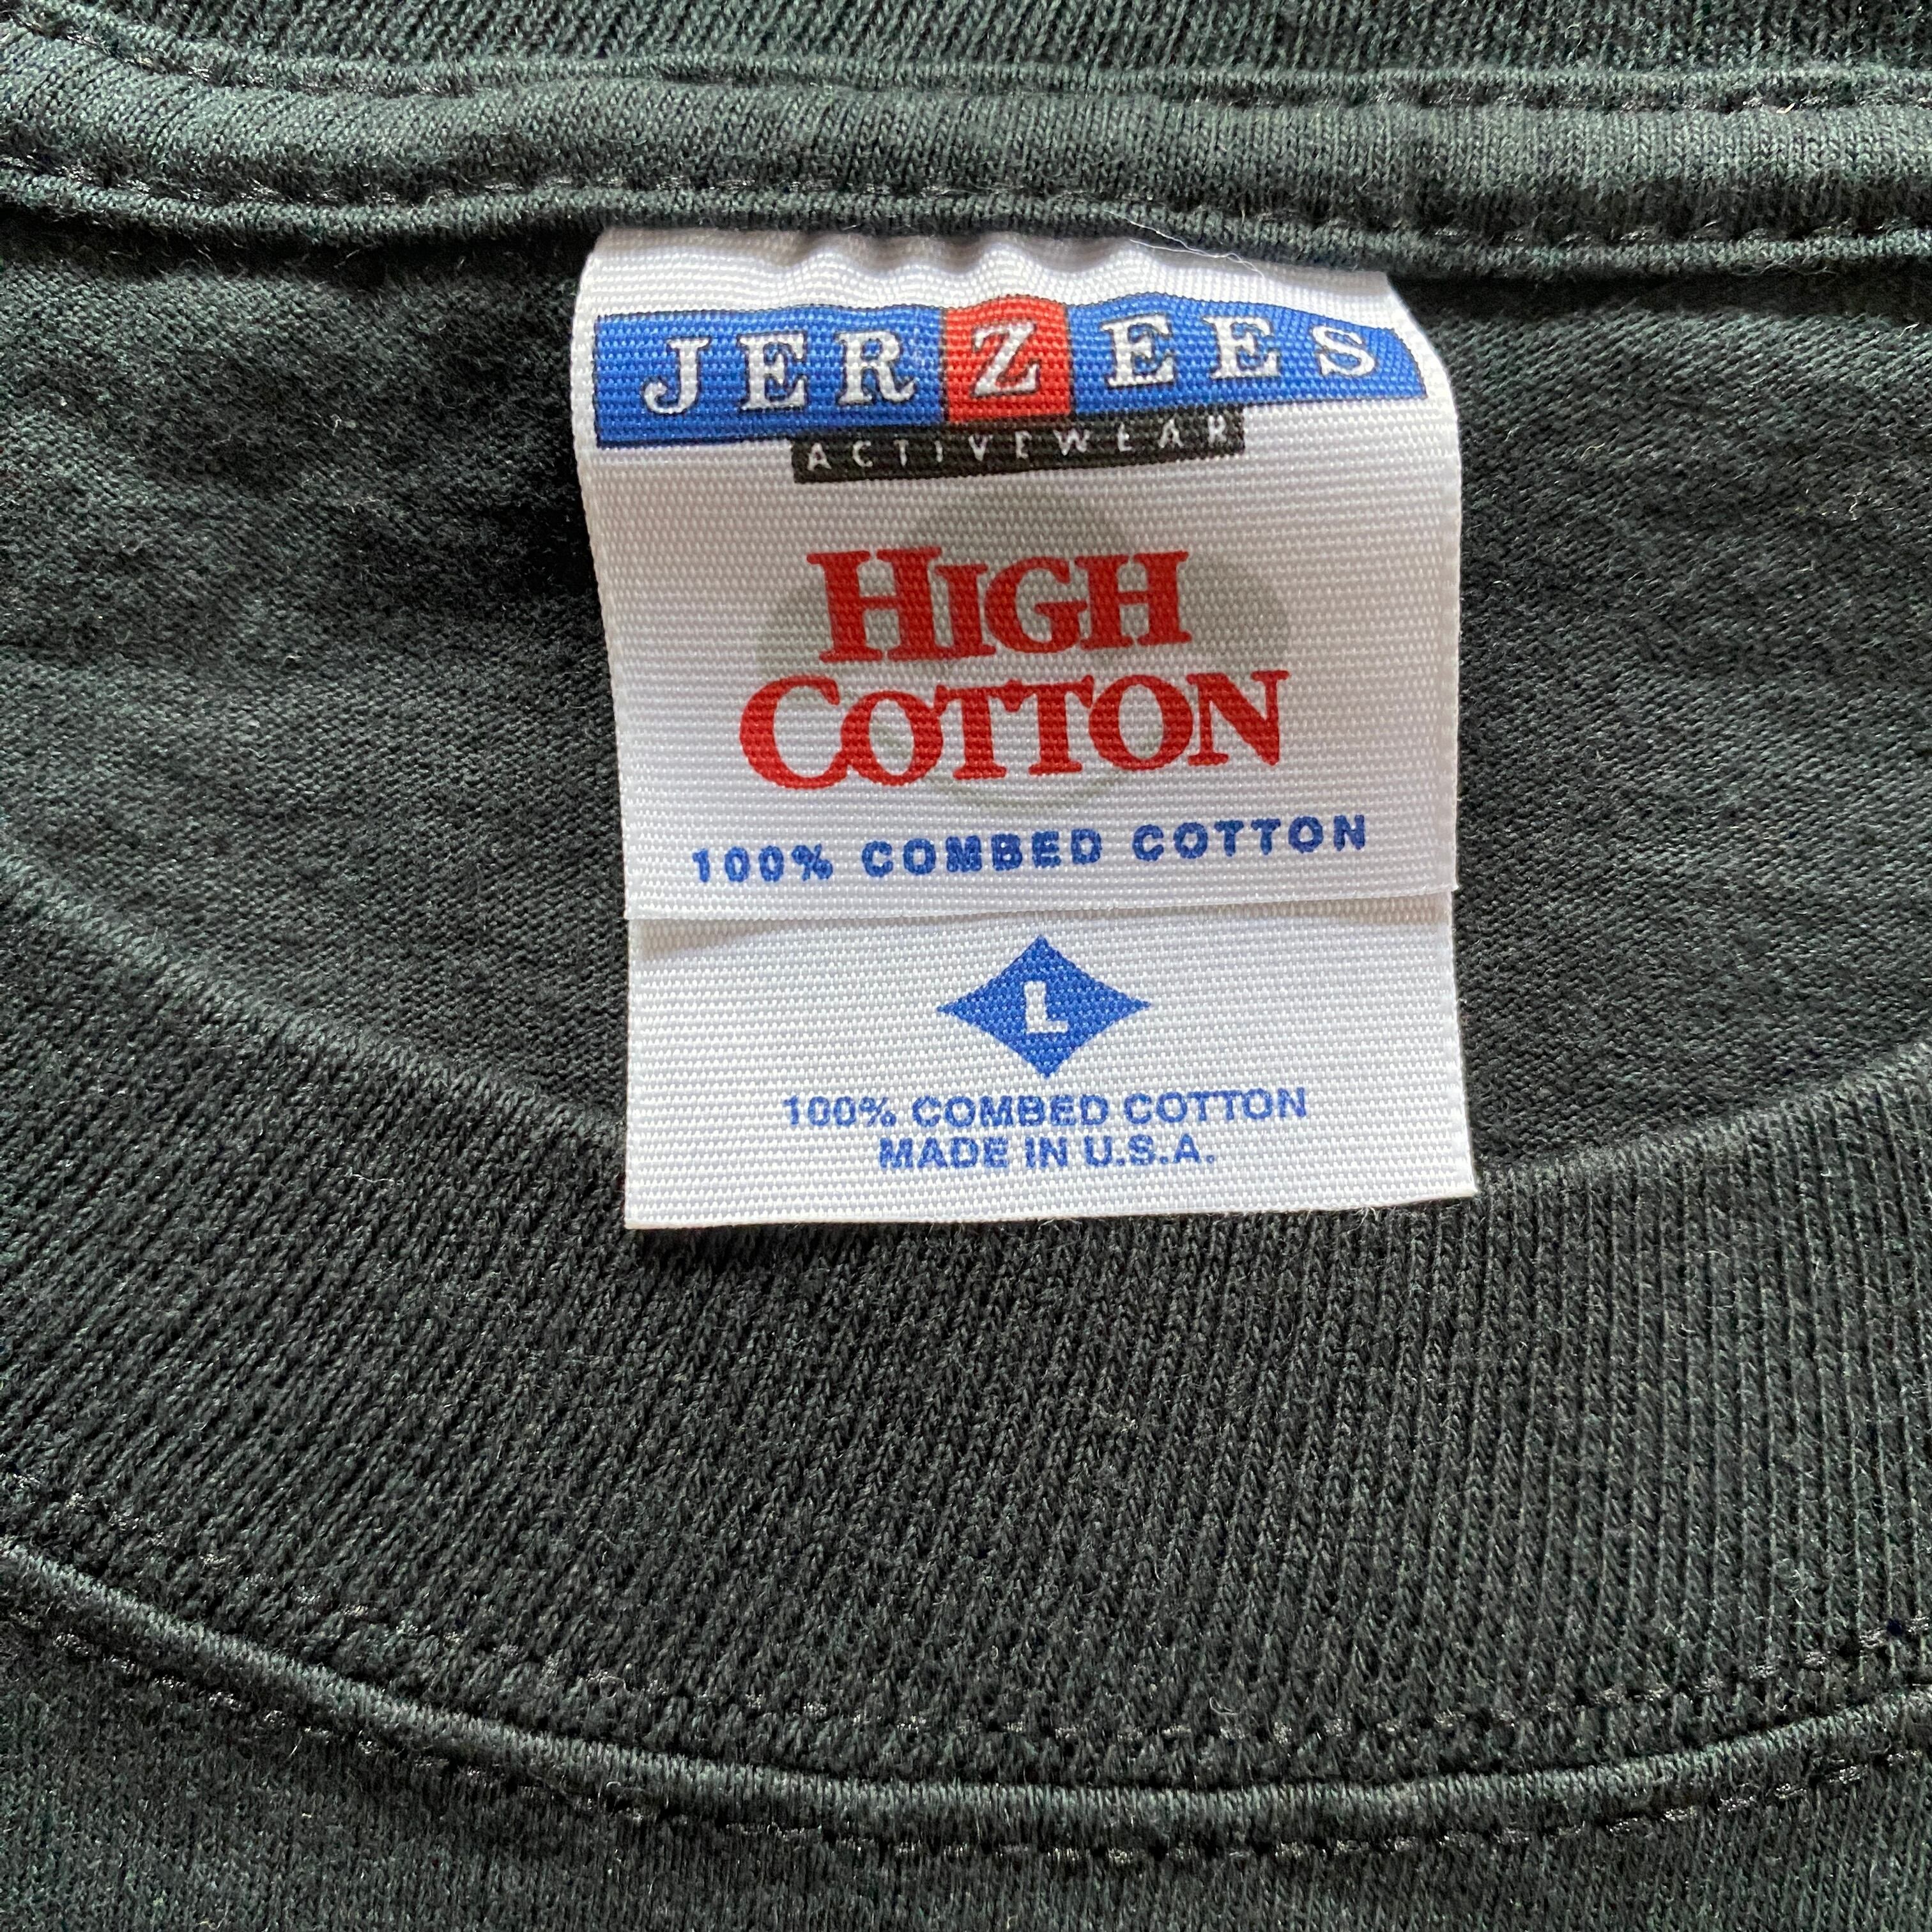 JERZEES
ACTIVEWEAR
HIGH
COTTON
100% COMBED COTTON
L
100% COMBED COTTON
MADE IN U.S.A.